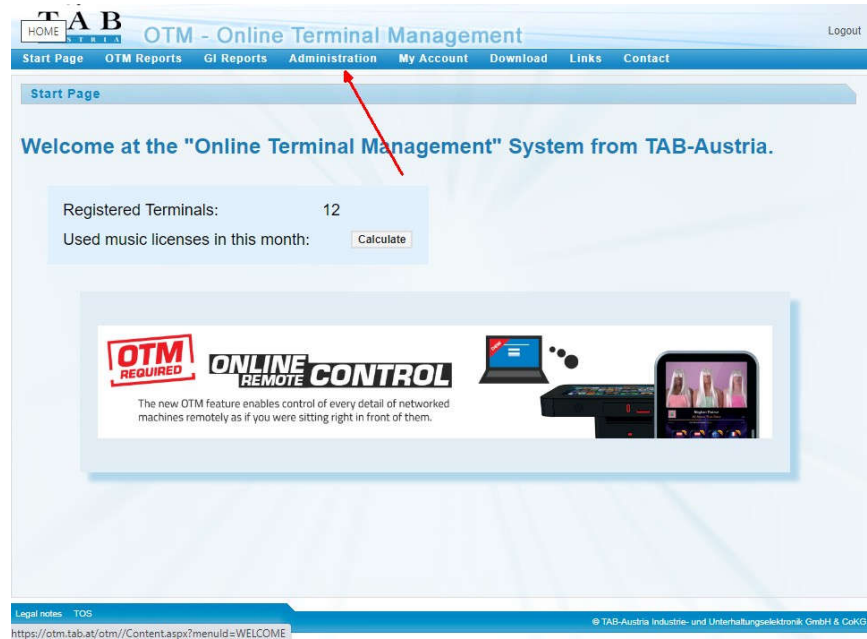 TAB
HOME
AUSTRIA
OTM - Online Terminal Management
Logout
Start Page OTM Reports GI Reports Administration My Account Download Links Contact
Start Page
Welcome at the "Online Terminal Management" System from TAB-Austria.
Registered Terminals: 12
Used music licenses in this month: Calculate
OTM
REQUIRED
ONLINE
REMOTE
CONTROL
The new OTM feature enables control of every detail of networked
machines remotely as if you were sitting right in front of them.
Legal notes TOS
© TAB-Austria Industrie- und Unterhaltungselektronik GmbH & CoKG
https://otm.tab.at/otm//Content.aspx?menuId=WELCOME